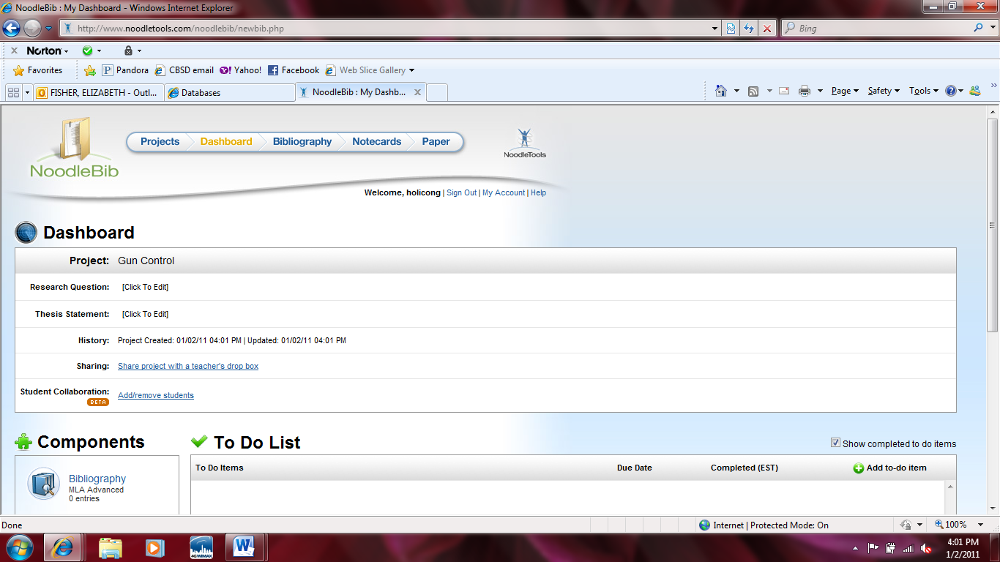 NoodleBib : My Dashboard - Windows Internet Explorer
http://www.noodletools.com/noodlebib/newbib.php
Bing
Norton
Favorites
Pandora
CBSD email
Yahoo!
Facebook
Web Slice Gallery
FISHER, ELIZABETH - Outl...
Databases
NoodleBib : My Dashb...
Page
Safety
Tools
NoodleBib
Projects
Dashboard
Bibliography
Notecards
Paper
NoodleTools
Welcome, holicong | Sign Out | My Account | Help
Dashboard
Project: Gun Control
Research Question: [Click To Edit]
Thesis Statement: [Click To Edit]
History: Project Created: 01/02/11 04:01 PM | Updated: 01/02/11 04:01 PM
Sharing: Share project with a teacher's drop box
Student Collaboration: Add/remove students
BETA
Components
To Do List
Show completed to do items
To Do Items
Due Date
Completed (EST)
Add to-do item
Bibliography
MLA Advanced
0 entries
Done
Internet | Protected Mode: On
100%
4G WIMAX
4:01 PM
1/2/2011